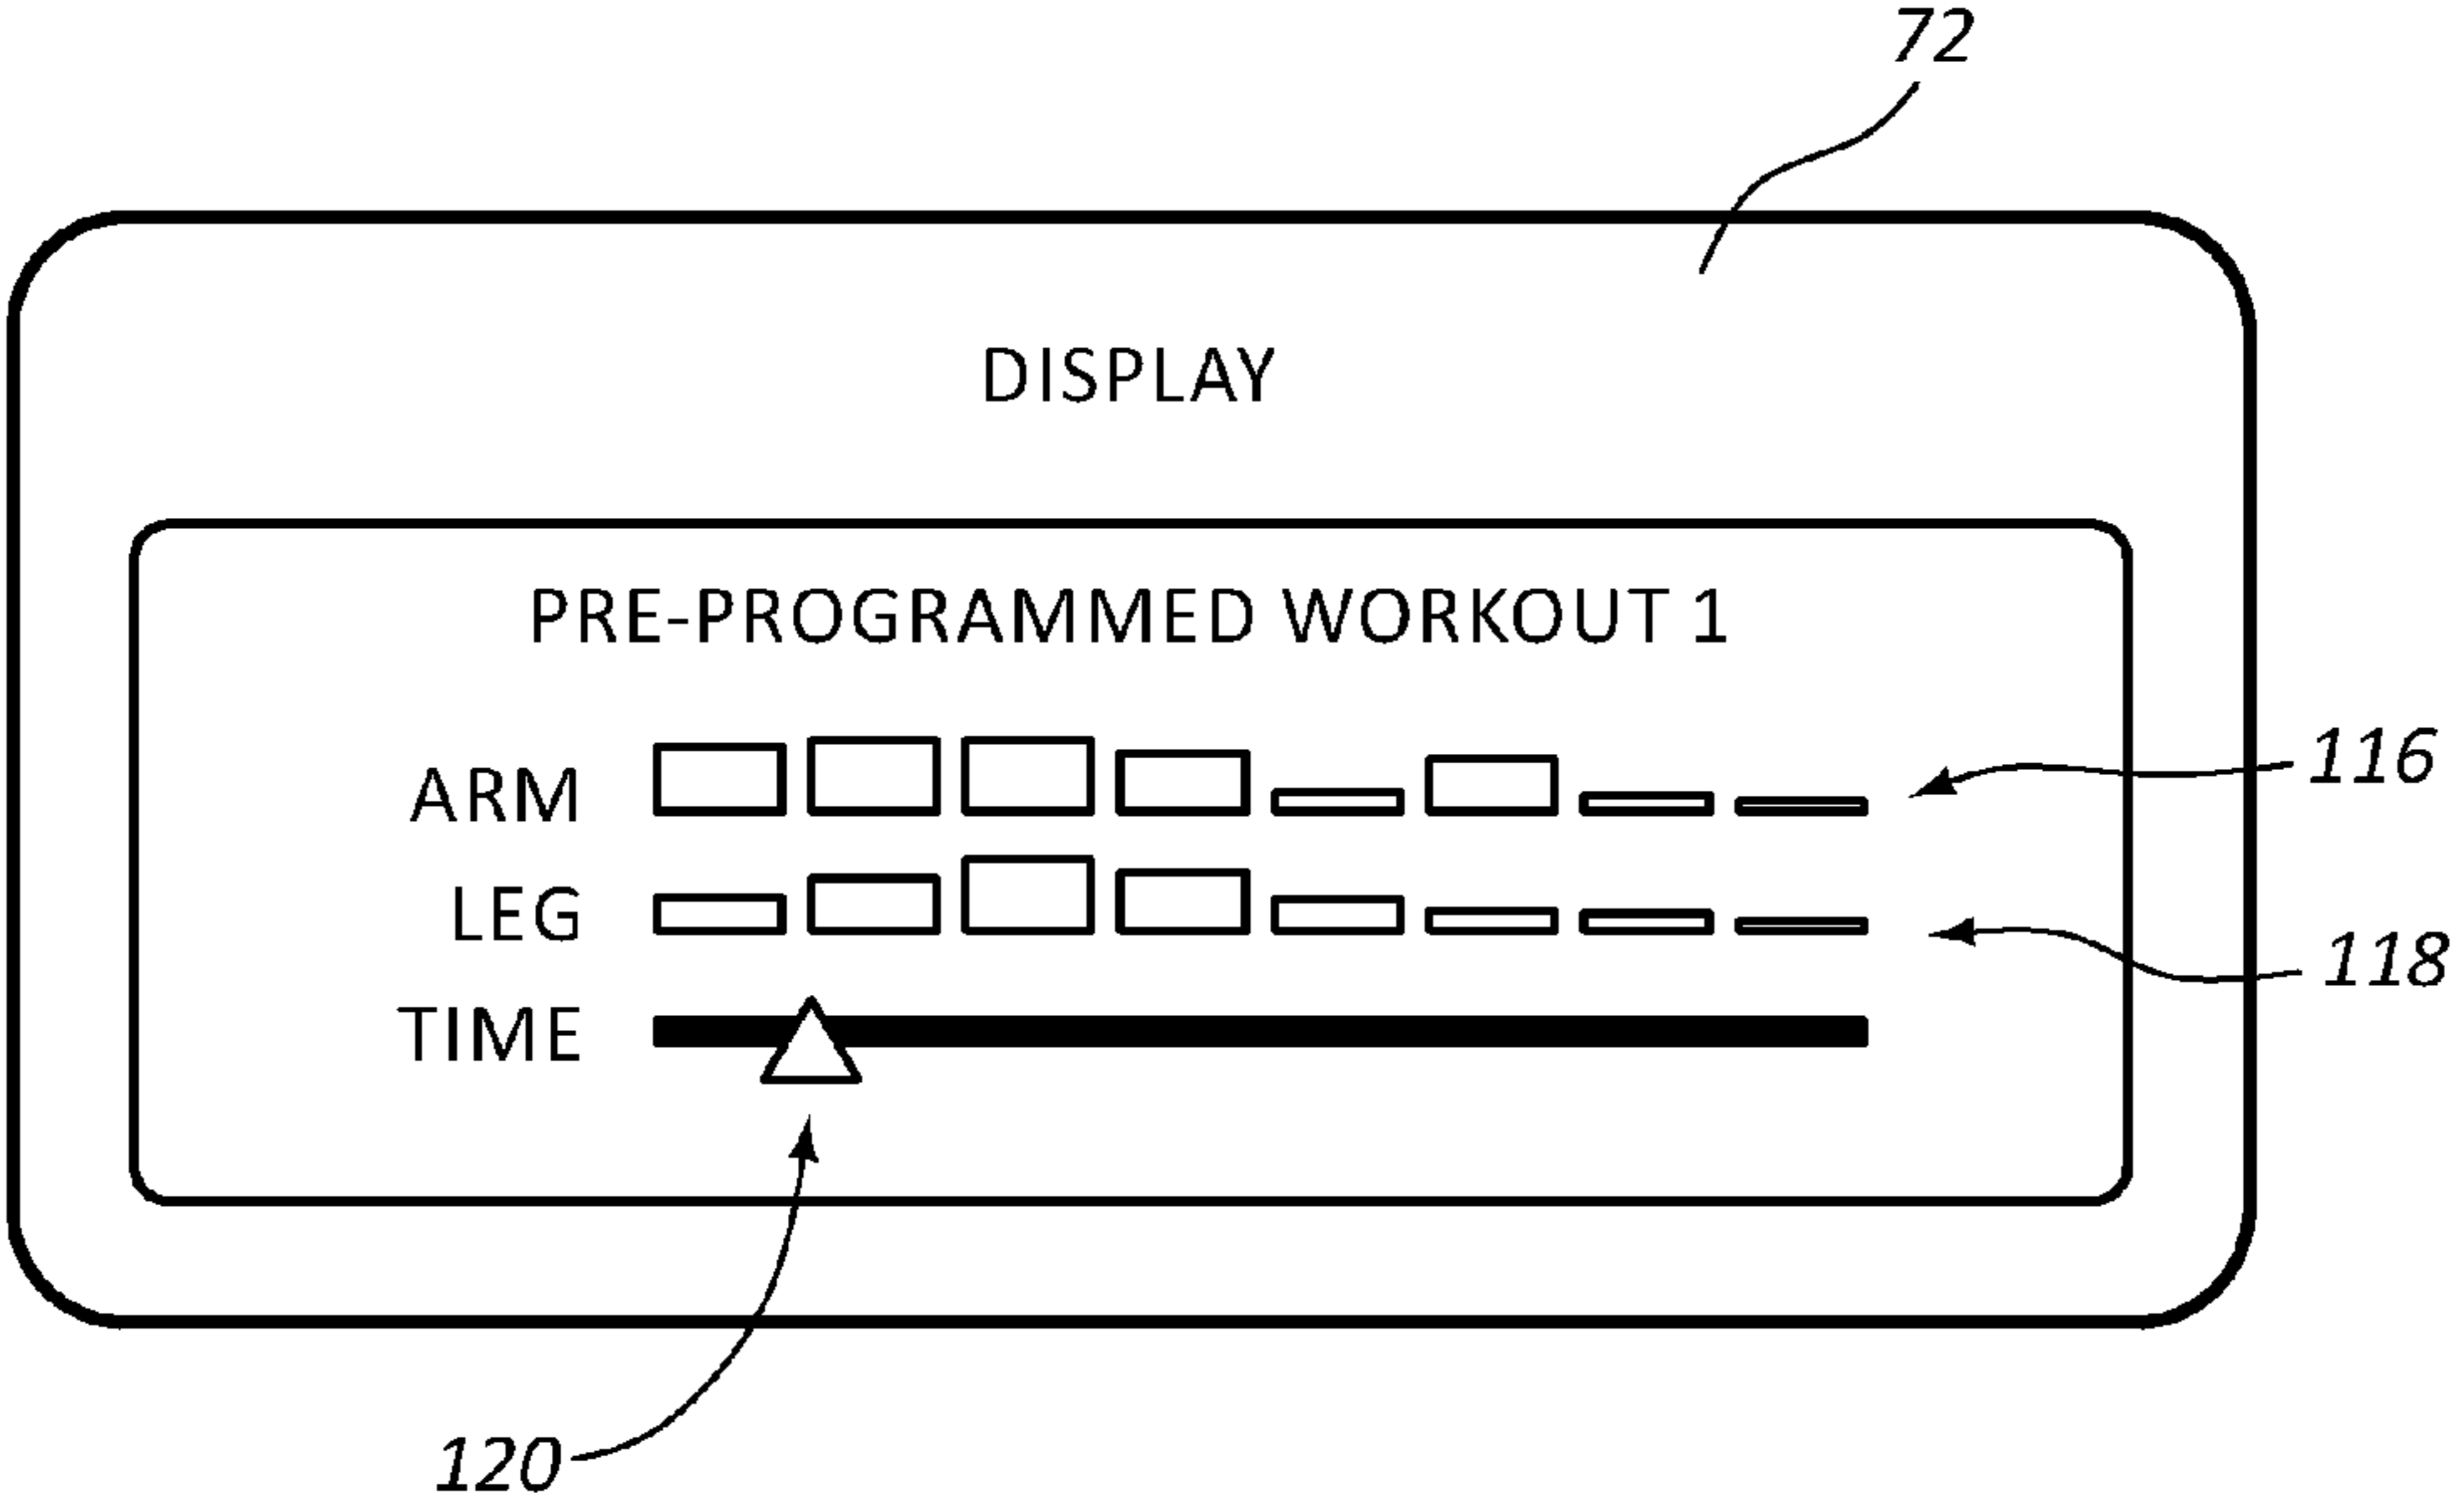 72
DISPLAY
PRE-PROGRAMMED WORKOUT 1
ARM
116
LEG
118
TIME
120